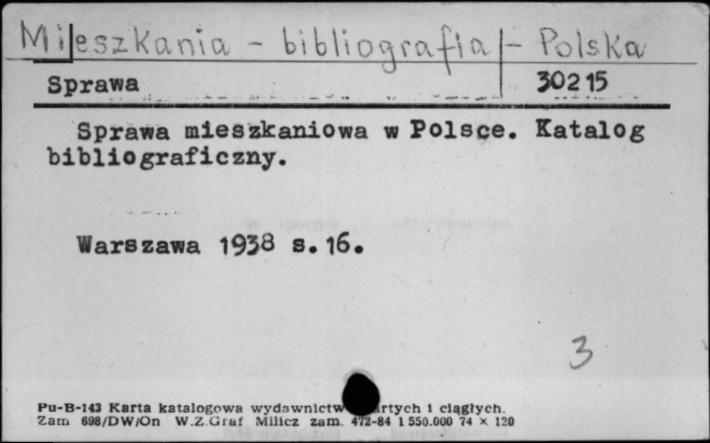 Mieszkania - bibliografia - Polska
Sprawa 30215
Sprawa mieszkaniowa w Polsce. Katalog
bibliograficzny.
Warszawa 1938 s. 16.
3
Pu-B-143 Karta katalogowa wydawnictw artych i ciągłych.
Zam 698/DW/On W.Z.Graf Milicz zam. 472-84 1 550.000 74 × 120